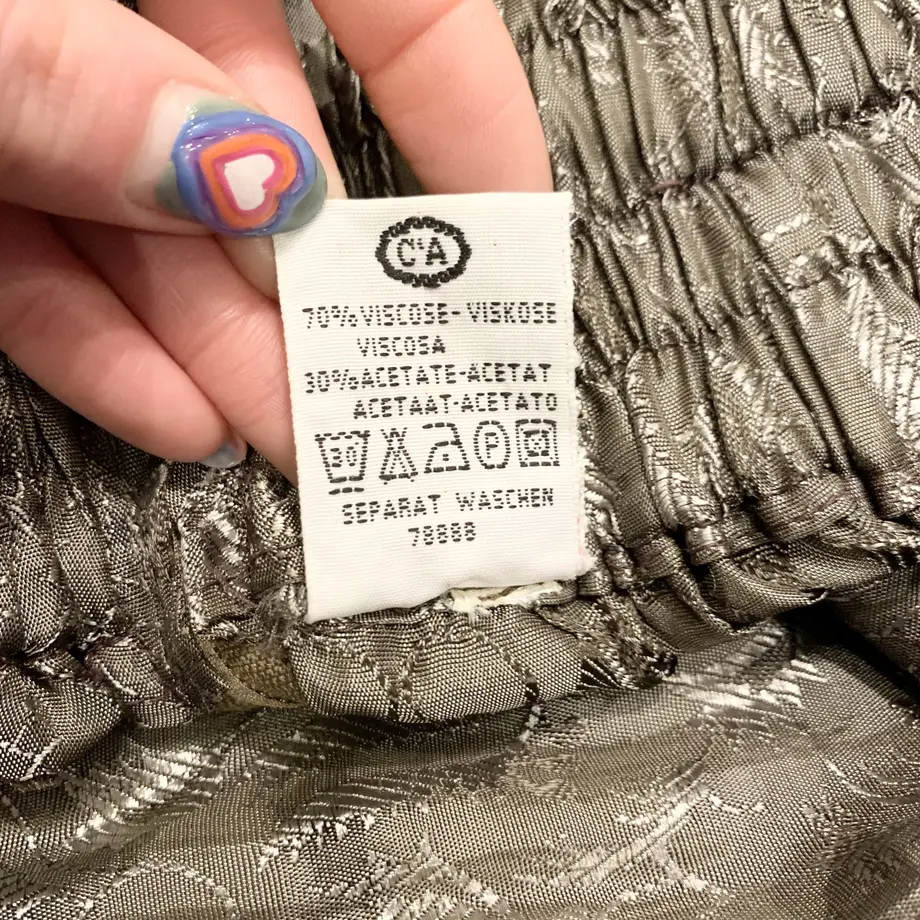 C&A
70% VISCOSE - VISKOSE
VISCOSA
30% ACETATE-ACETAT
ACETAAT-ACETATO
30 P
SEPARAT WASCHEN
78888